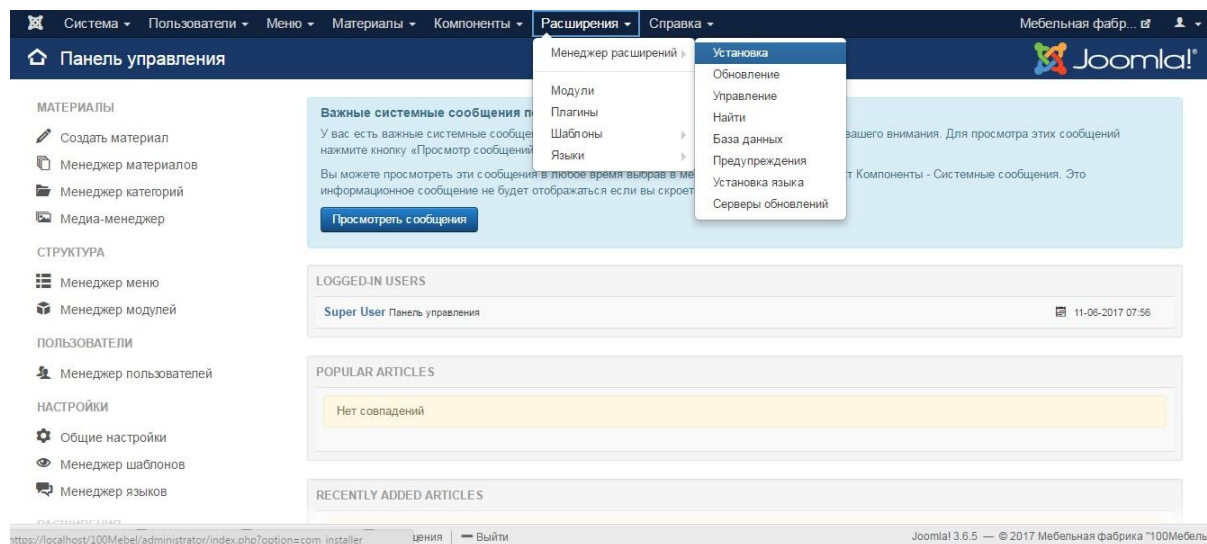 Система Пользователи Меню Материалы Компоненты Расширения Справка Мебельная фабр...
Панель управления Joomla!®
МАТЕРИАЛЫ
Создать материал
Менеджер материалов
Менеджер категорий
Медиа-менеджер
СТРУКТУРА
Менеджер меню
Менеджер модулей
ПОЛЬЗОВАТЕЛИ
Менеджер пользователей
НАСТРОЙКИ
Общие настройки
Менеджер шаблонов
Менеджер языков
РАСШИРЕНИЯ
Менеджер расширений
Модули
Плагины
Шаблоны
Языки
Установка
Обновление
Управление
Найти
База данных
Предупреждения
Установка языка
Серверы обновлений
Важные системные сообщения
У вас есть важные системные вашего внимания. Для просмотра этих сообщений
нажмите кнопку «Просмотр сообщений
Вы можете просмотреть эти сообщения в любое время выбрав в Компоненты - Системные сообщения. Это
информационное сообщение не будет отображаться если вы
Просмотреть сообщения
LOGGED-IN USERS
Super User Панель управления 11-06-2017 07:56
POPULAR ARTICLES
Нет совпадений
RECENTLY ADDED ARTICLES
https://localhost/100Mebel/administrator/index.php?option=com_installer
Выйти Joomla! 3.6.5 — © 2017 Мебельная фабрика "100Мебель